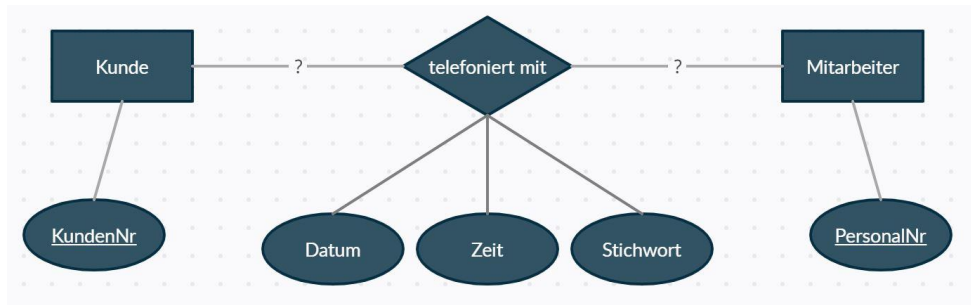 Kunde
?
telefoniert mit
?
Mitarbeiter
KundenNr
Datum
Zeit
Stichwort
PersonalNr